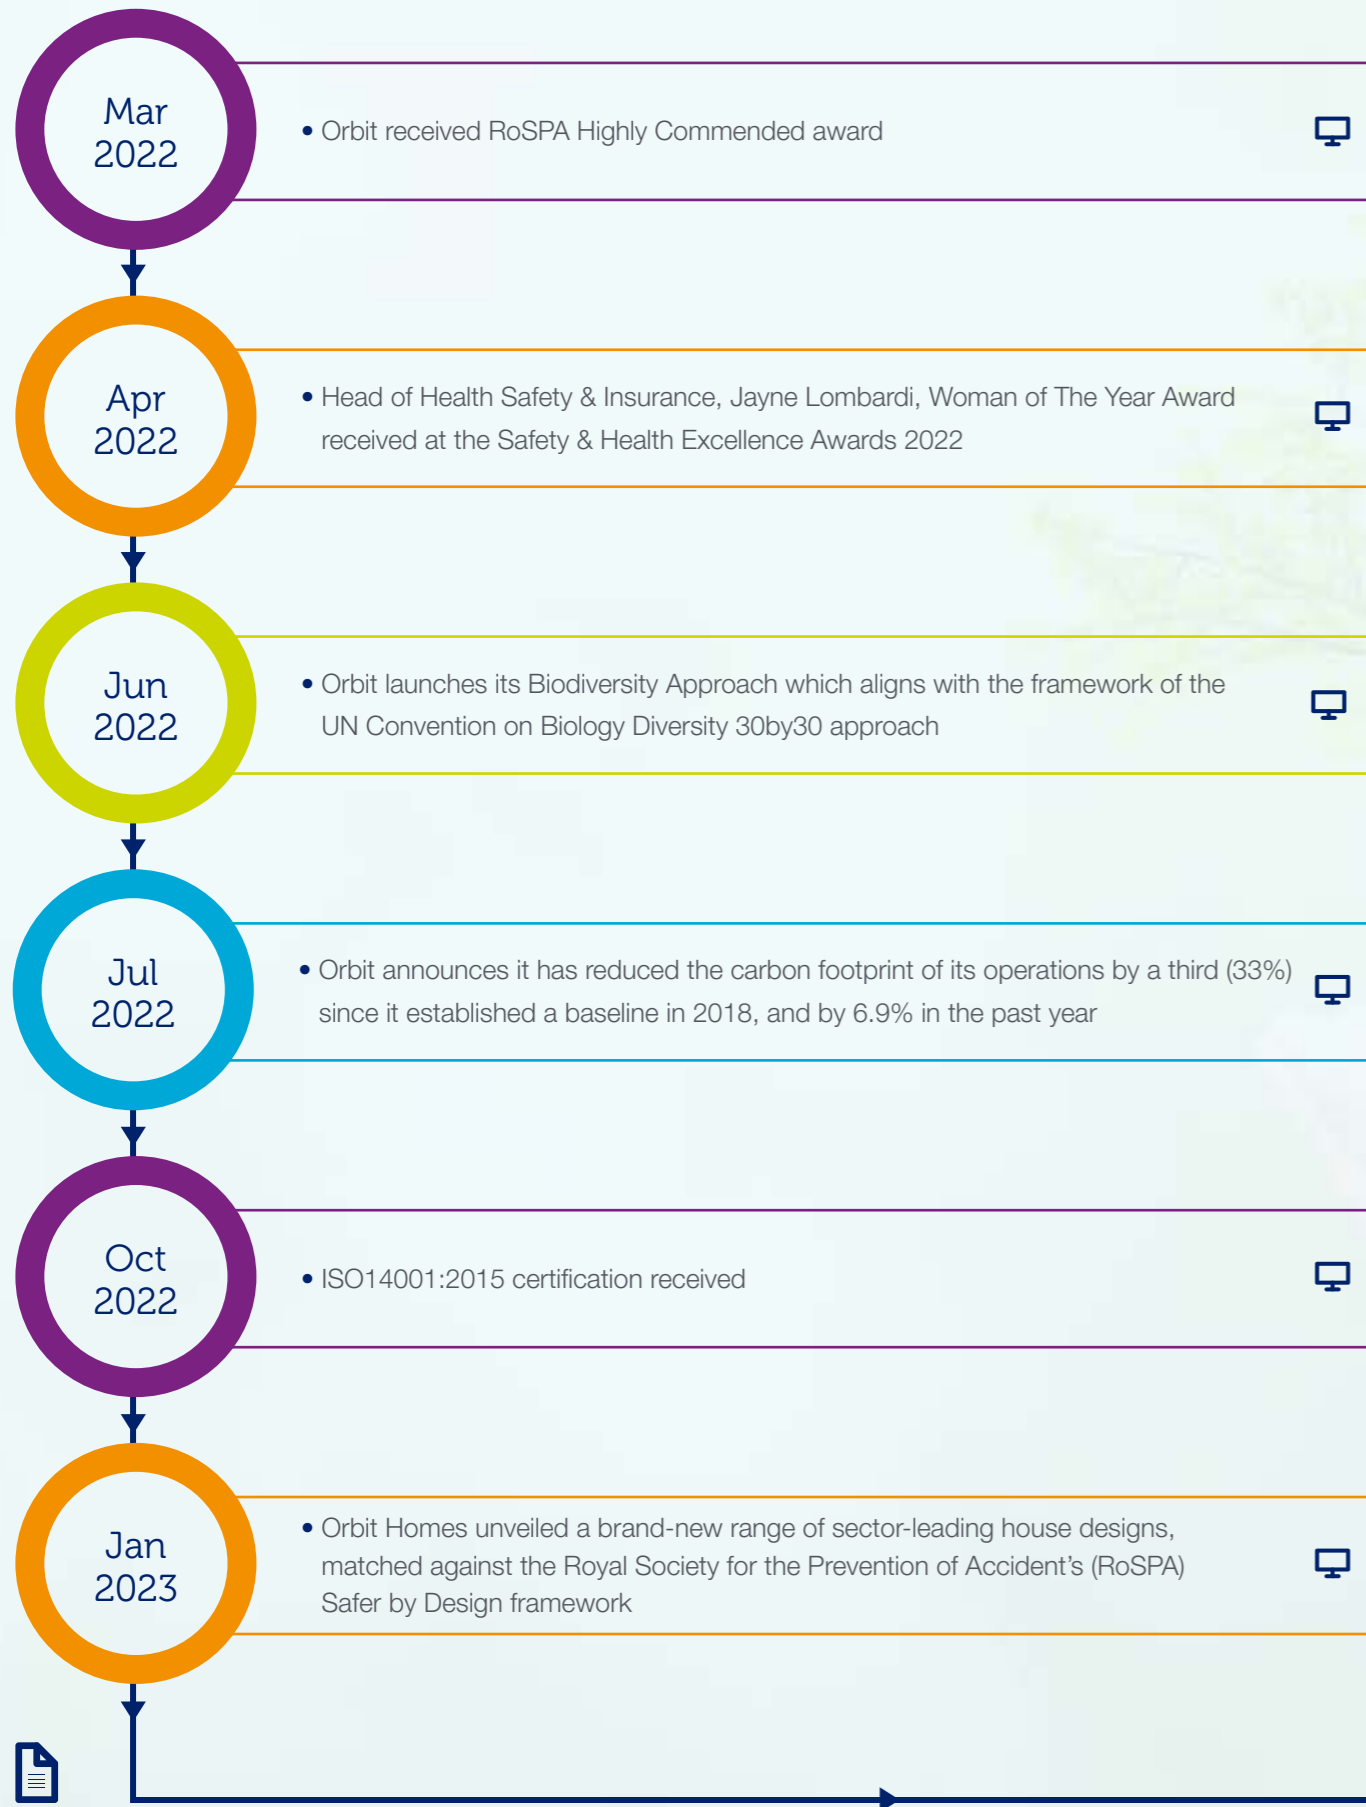 Mar
2022
• Orbit received RoSPA Highly Commended award
Apr
2022
• Head of Health Safety & Insurance, Jayne Lombardi, Woman of The Year Award
received at the Safety & Health Excellence Awards 2022
Jun
2022
• Orbit launches its Biodiversity Approach which aligns with the framework of the
UN Convention on Biology Diversity 30by30 approach
Jul
2022
• Orbit announces it has reduced the carbon footprint of its operations by a third (33%)
since it established a baseline in 2018, and by 6.9% in the past year
Oct
2022
• ISO14001:2015 certification received
Jan
2023
• Orbit Homes unveiled a brand-new range of sector-leading house designs,
matched against the Royal Society for the Prevention of Accident's (RoSPA)
Safer by Design framework